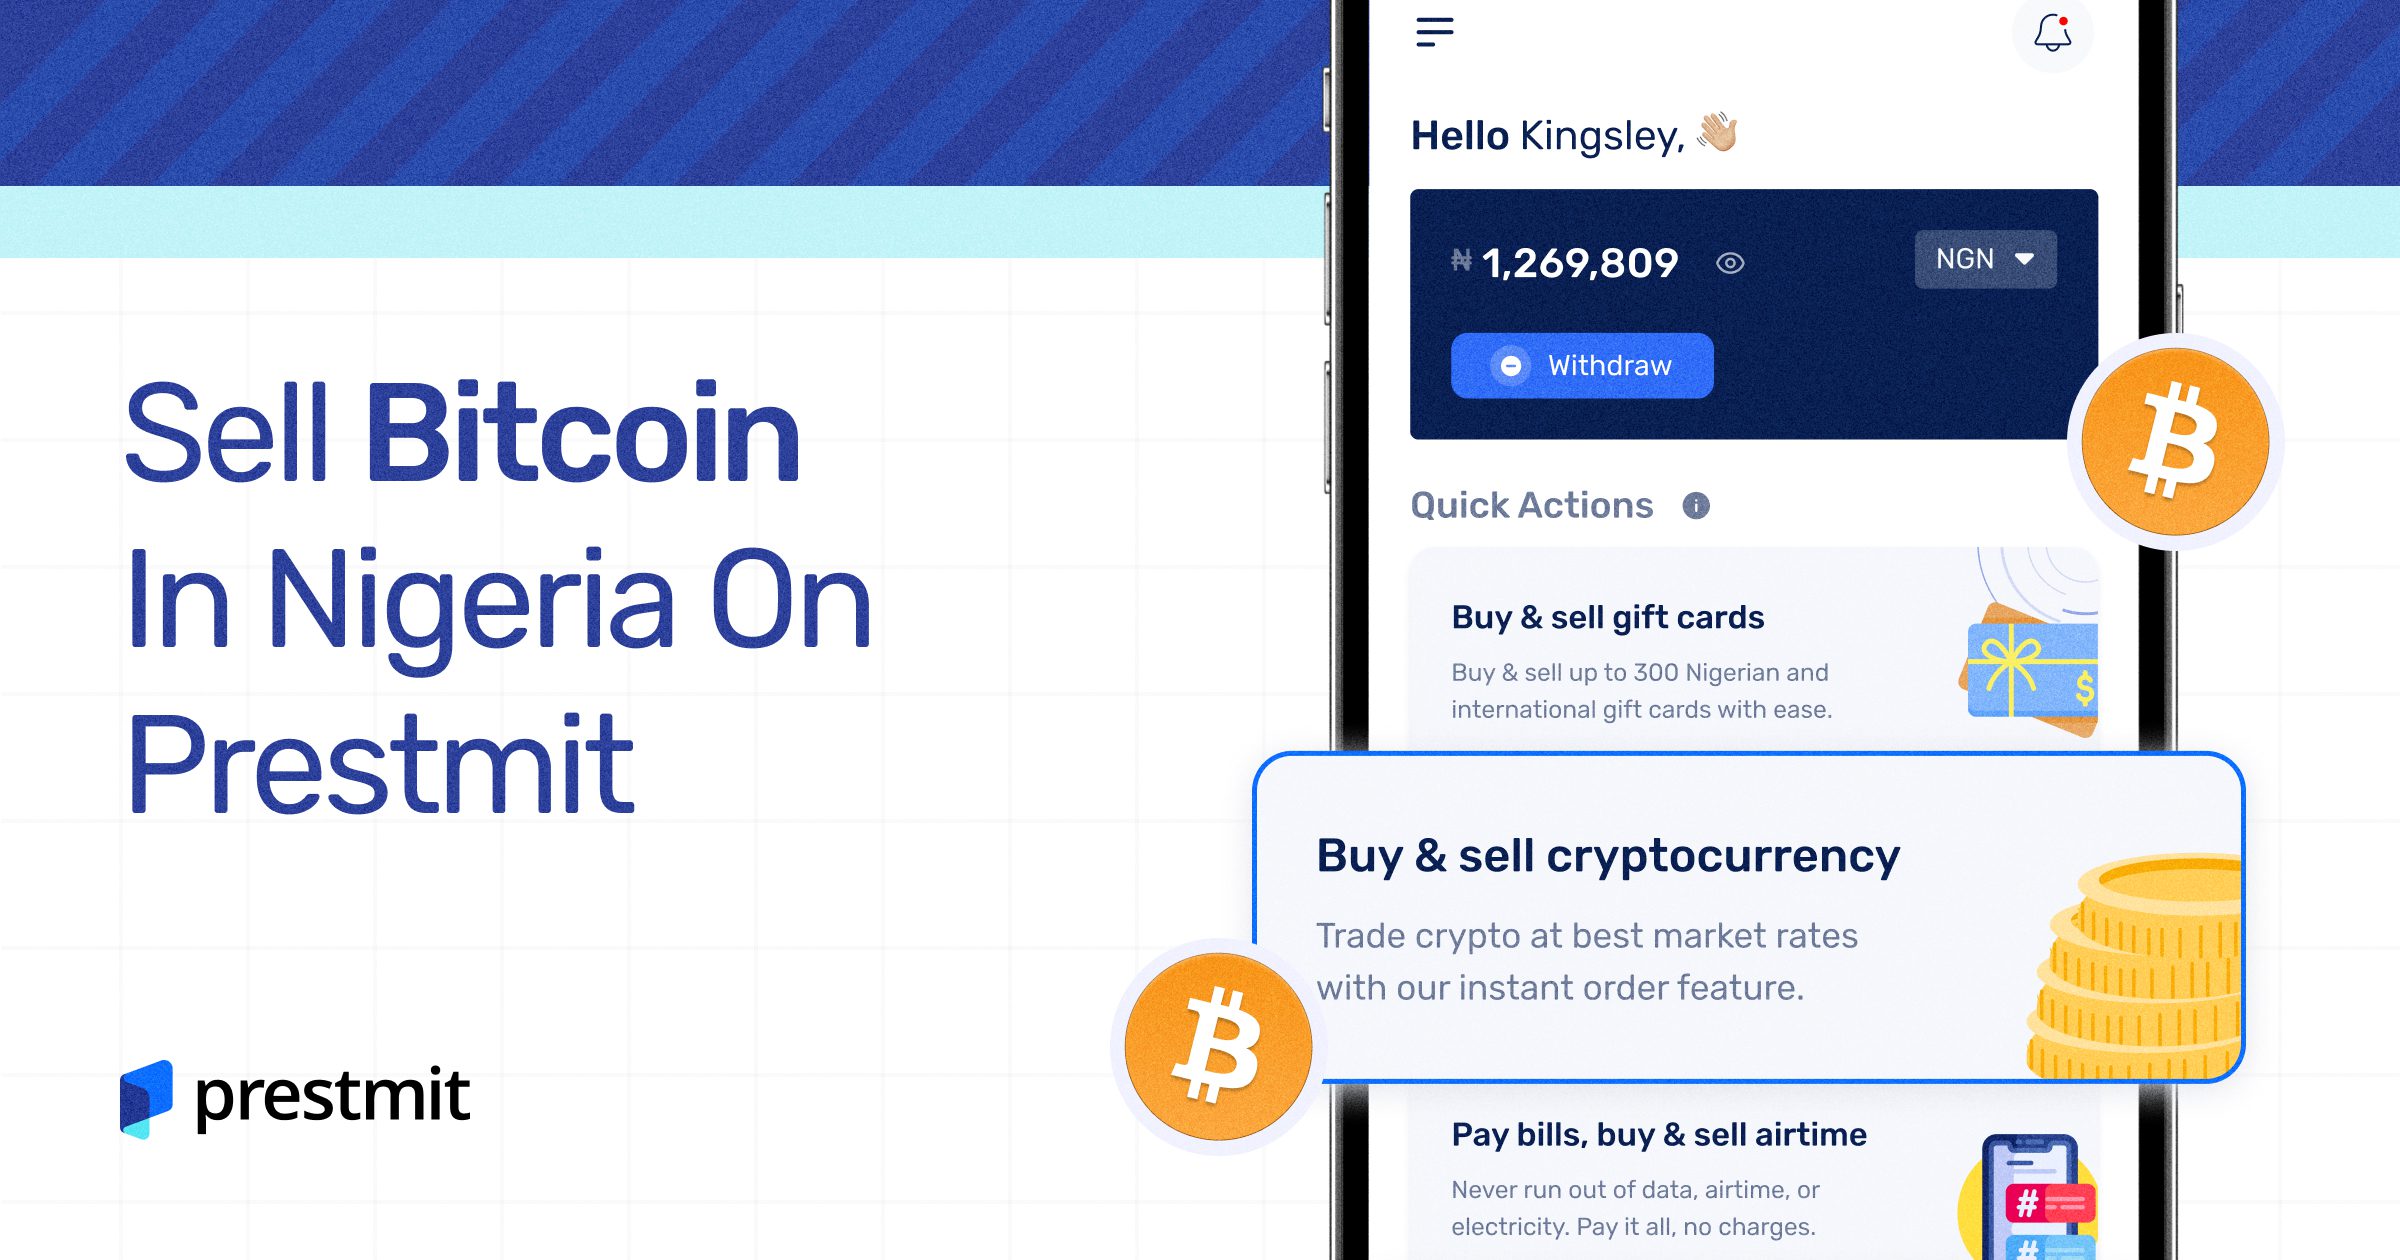 Sell Bitcoin
In Nigeria On
Prestmit
prestmit
Hello Kingsley, 👋🏼
₦ 1,269,809
NGN
Withdraw
Quick Actions
Buy & sell gift cards
Buy & sell up to 300 Nigerian and
international gift cards with ease.
$
Buy & sell cryptocurrency
Trade crypto at best market rates
with our instant order feature.
Pay bills, buy & sell airtime
Never run out of data, airtime, or
electricity. Pay it all, no charges.
#
#